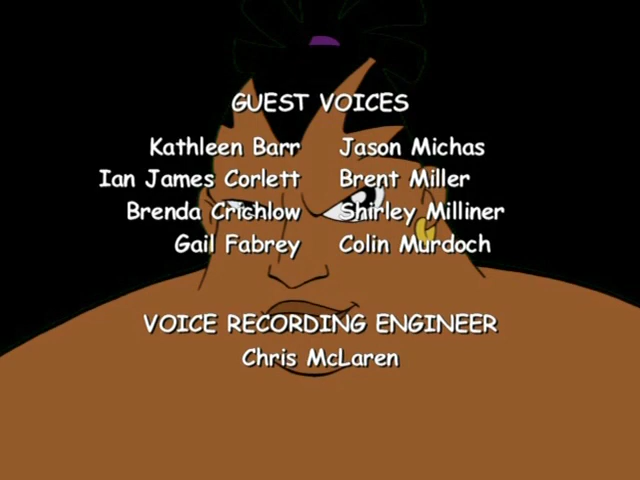 GUEST VOICES
Kathleen Barr Jason Michas
Ian James Corlett Brent Miller
Brenda Crichlow Shirley Milliner
Gail Fabrey Colin Murdoch
VOICE RECORDING ENGINEER
Chris McLaren